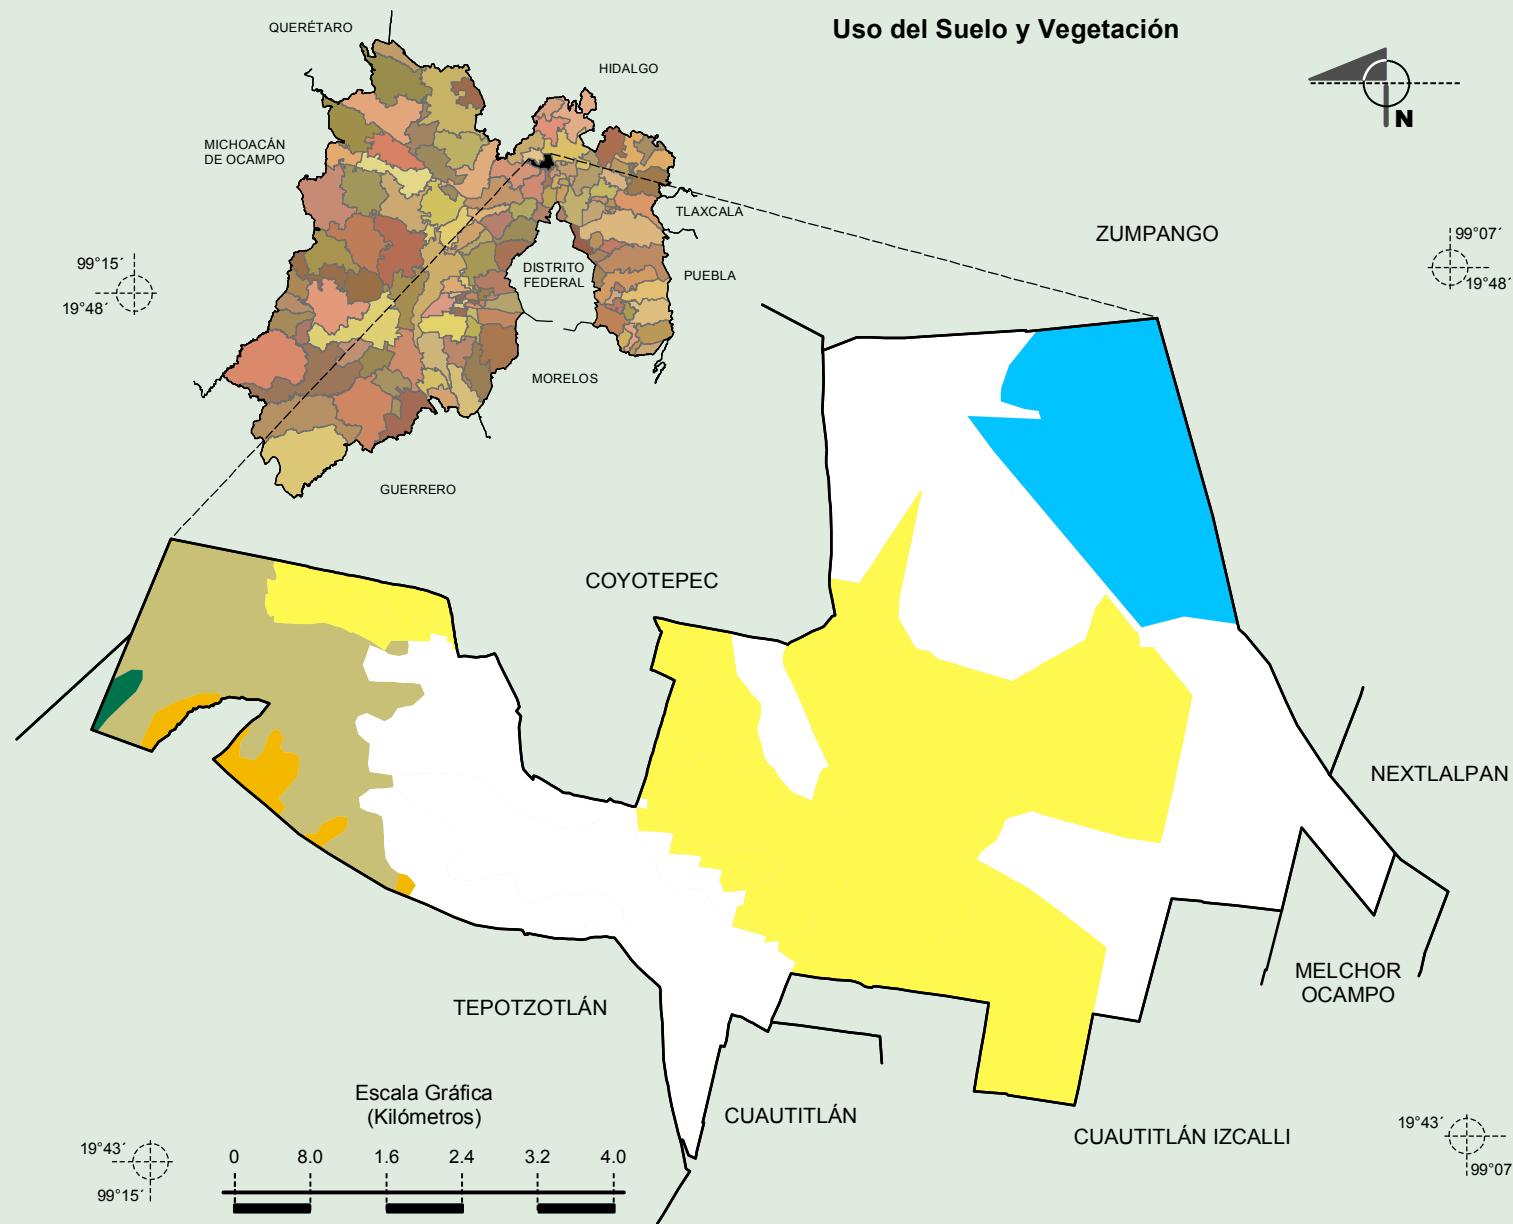 Uso del Suelo y Vegetación
QUERÉTARO
HIDALGO
N
MICHOACÁN
DE OCAMPO
TLAXCALA
ZUMPANGO
99°07´
19°48´
99°15´
19°48´
DISTRITO
FEDERAL
PUEBLA
MORELOS
GUERRERO
COYOTEPEC
NEXTLALPAN
MELCHOR
OCAMPO
TEPOTZOTLÁN
CUAUTITLÁN
CUAUTITLÁN IZCALLI
Escala Gráfica
(Kilómetros)
0 8.0 1.6 2.4 3.2 4.0
19°43´
99°15´
19°43´
99°07